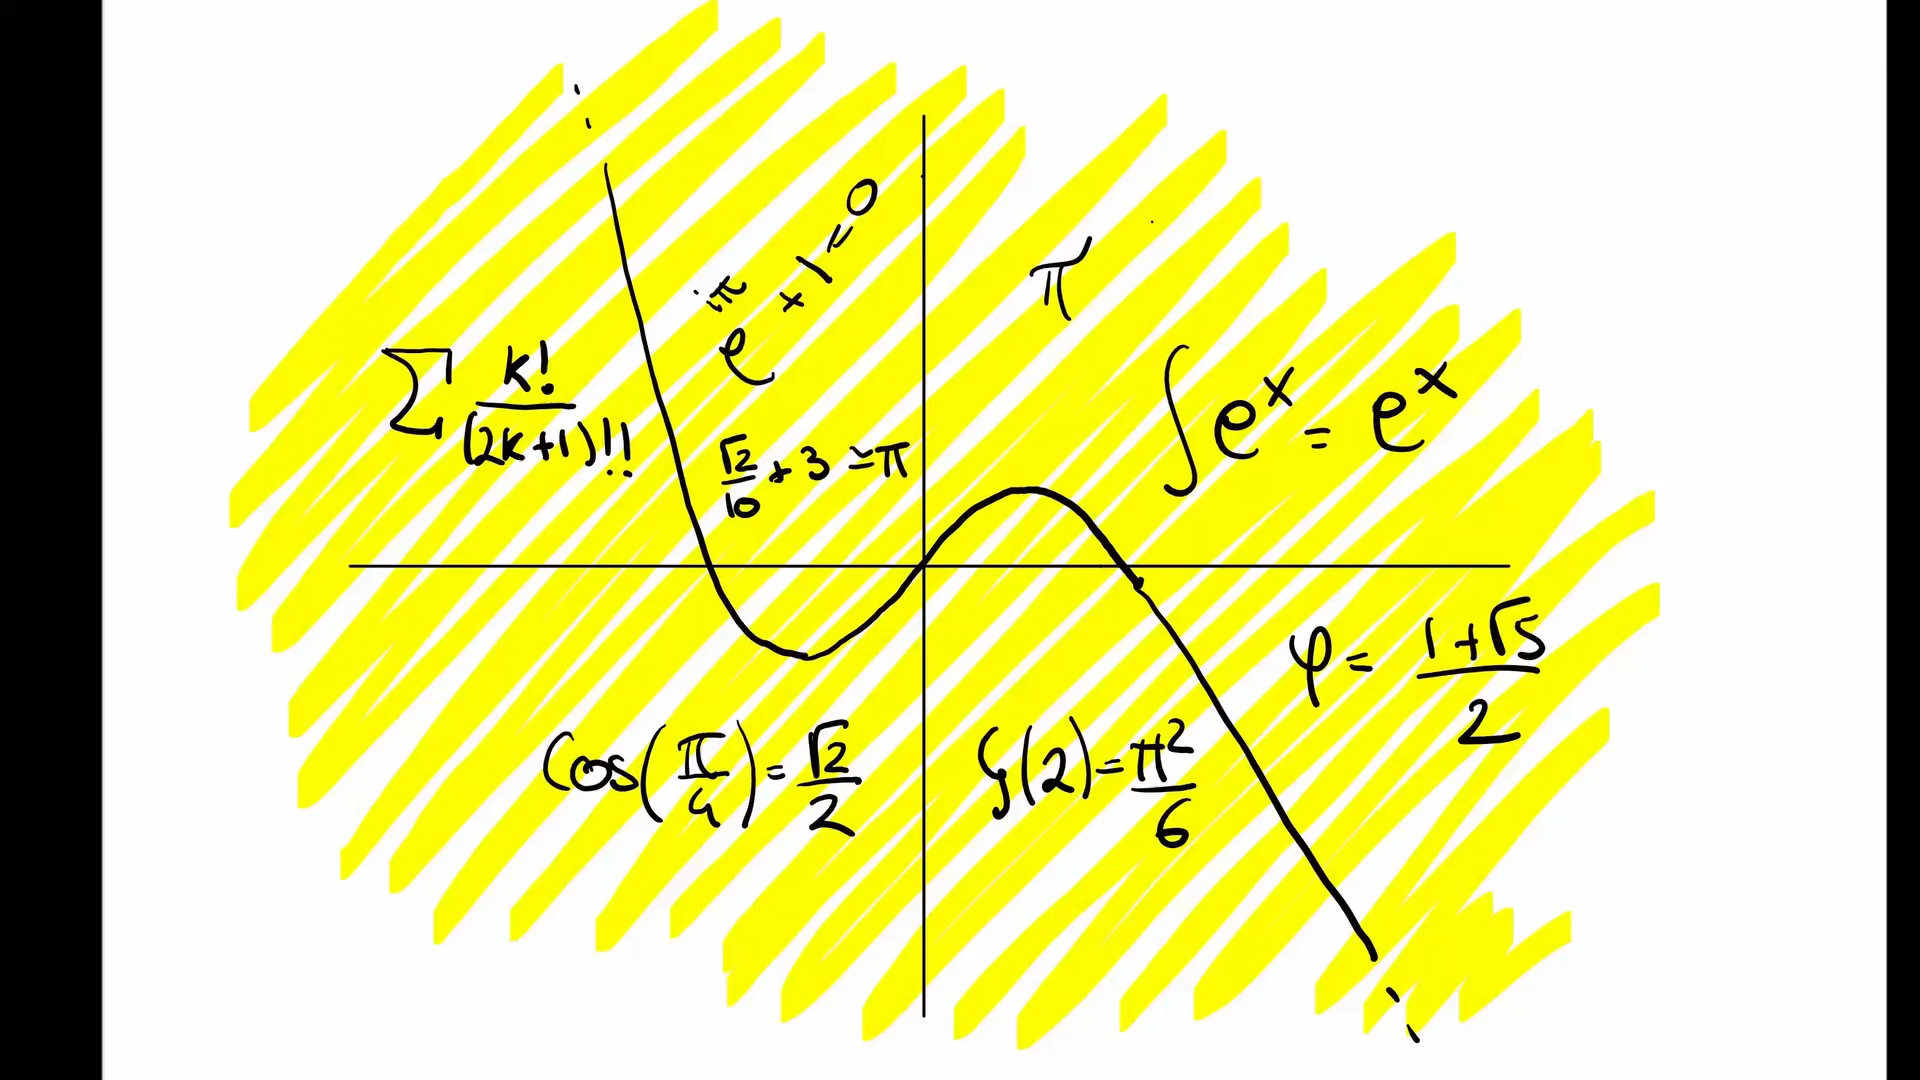 e^{iπ} + 1 = 0
π
∑ k!/(2k+1)!!
∫e^x = e^x
√2/10 + 3 ≃ π
φ = (1+√5)/2
cos(π/4) = √2/2
ζ(2) = π²/6